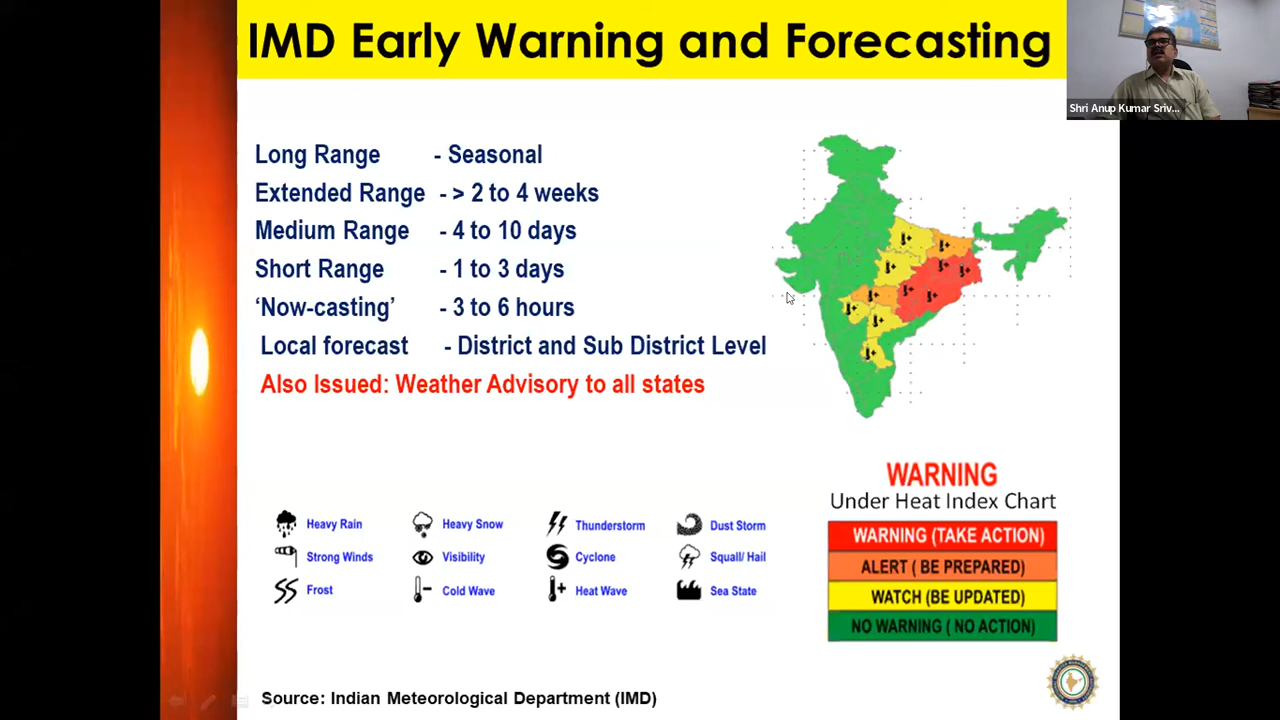 IMD Early Warning and Forecasting
Shri Anup Kumar Sriv...
Long Range - Seasonal
Extended Range - > 2 to 4 weeks
Medium Range - 4 to 10 days
Short Range - 1 to 3 days
‘Now-casting’ - 3 to 6 hours
Local forecast - District and Sub District Level
Also Issued: Weather Advisory to all states
WARNING
Under Heat Index Chart
WARNING (TAKE ACTION)
ALERT ( BE PREPARED)
WATCH (BE UPDATED)
NO WARNING ( NO ACTION)
Heavy Rain Heavy Snow Thunderstorm Dust Storm
Strong Winds Visibility Cyclone Squall/ Hail
Frost Cold Wave Heat Wave Sea State
Source: Indian Meteorological Department (IMD)